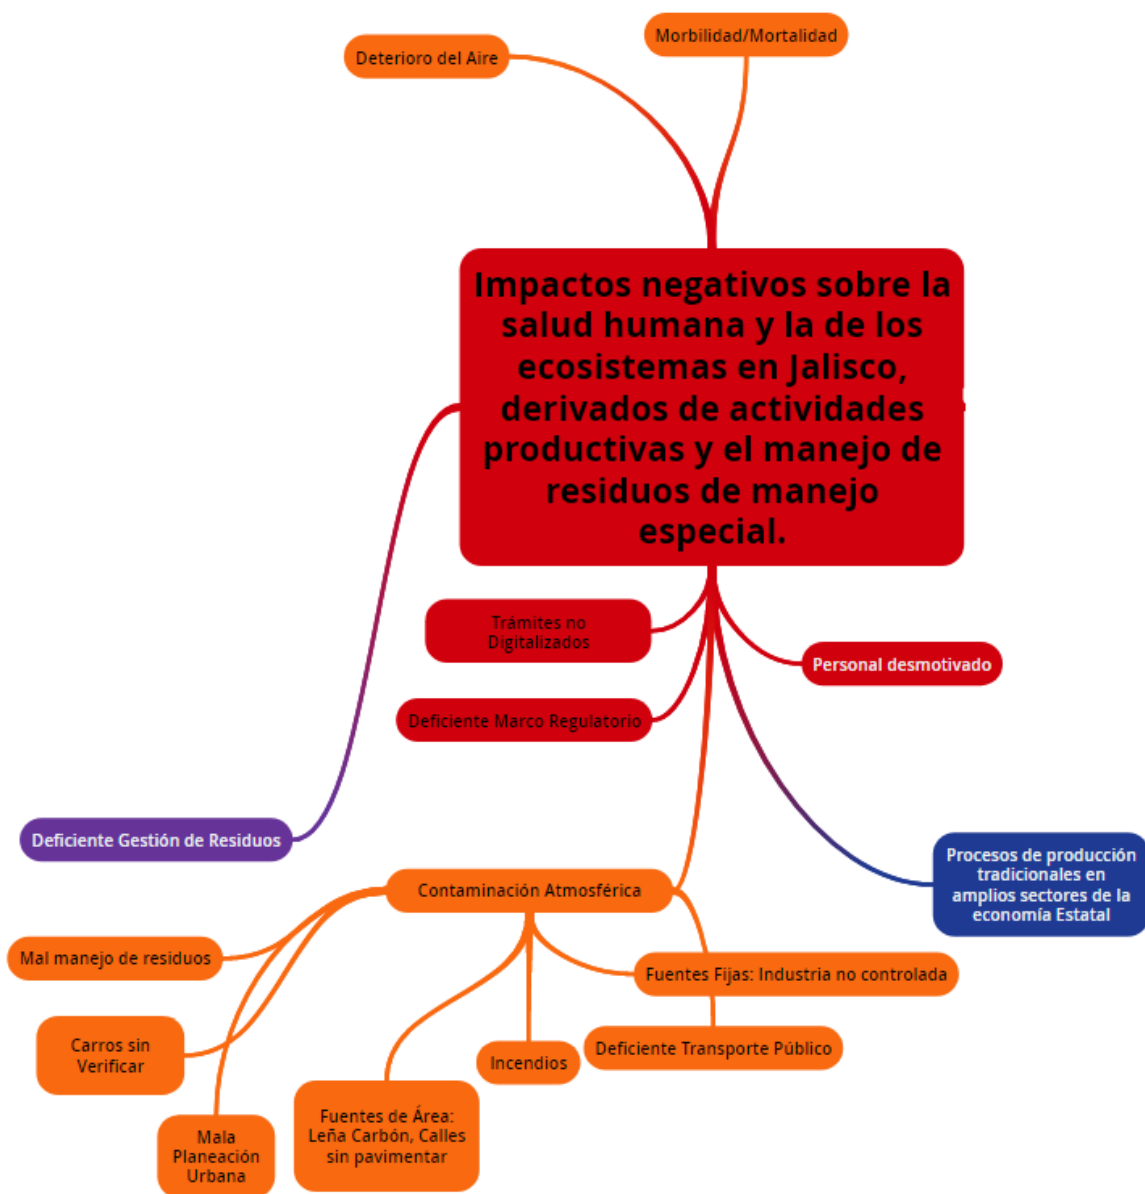 Morbilidad/Mortalidad
Deterioro del Aire
Impactos negativos sobre la
salud humana y la de los
ecosistemas en Jalisco,
derivados de actividades
productivas y el manejo de
residuos de manejo
especial.
Trámites no
Digitalizados
Personal desmotivado
Deficiente Marco Regulatorio
Deficiente Gestión de Residuos
Procesos de producción
tradicionales en
amplios sectores de la
economía Estatal
Contaminación Atmosférica
Mal manejo de residuos
Fuentes Fijas: Industria no controlada
Carros sin
Verificar
Incendios
Deficiente Transporte Público
Fuentes de Área:
Leña Carbón, Calles
sin pavimentar
Mala
Planeación
Urbana